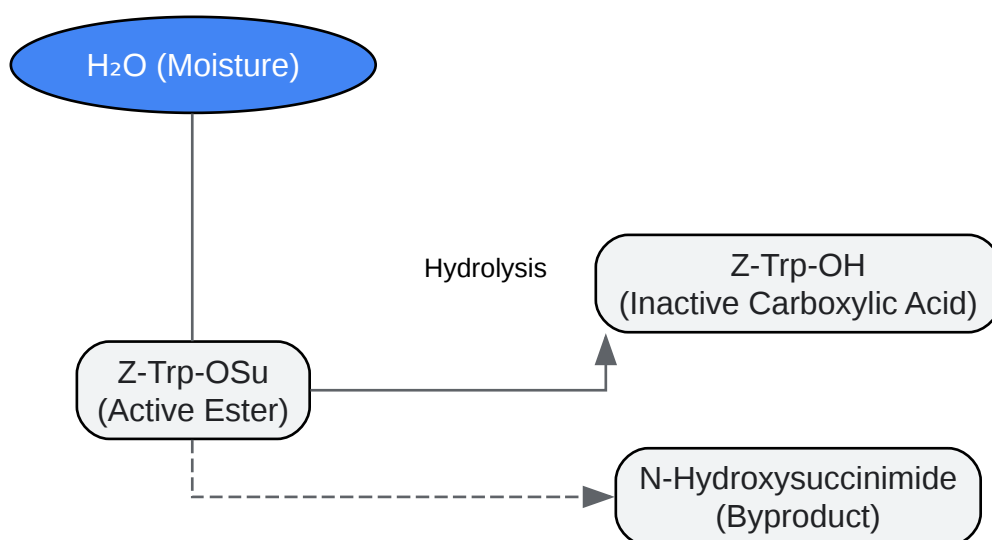 H₂O (Moisture)
Hydrolysis
Z-Trp-OH
(Inactive Carboxylic Acid)
Z-Trp-OSu
(Active Ester)
N-Hydroxysuccinimide
(Byproduct)